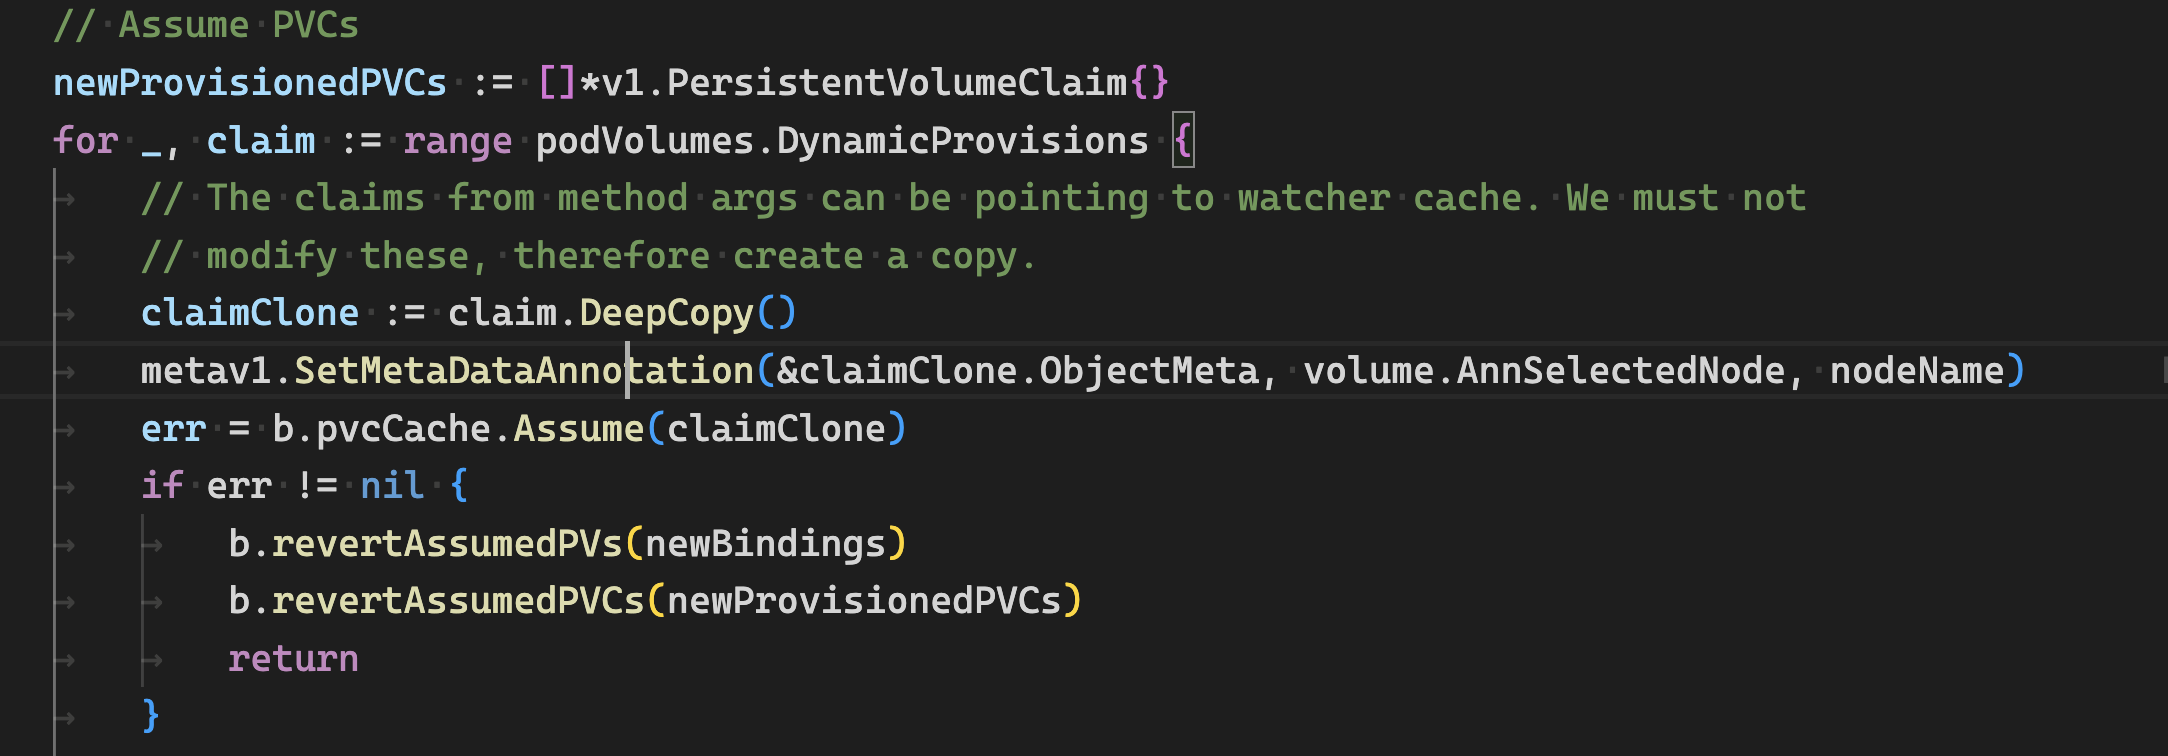 // Assume PVCs
newProvisionedPVCs := []*v1.PersistentVolumeClaim{}
for _, claim := range podVolumes.DynamicProvisions {
// The claims from method args can be pointing to watcher cache. We must not
// modify these, therefore create a copy.
claimClone := claim.DeepCopy()
metav1.SetMetaDataAnnotation(&claimClone.ObjectMeta, volume.AnnSelectedNode, nodeName)
err = b.pvcCache.Assume(claimClone)
if err != nil {
b.revertAssumedPVs(newBindings)
b.revertAssumedPVCs(newProvisionedPVCs)
return
}